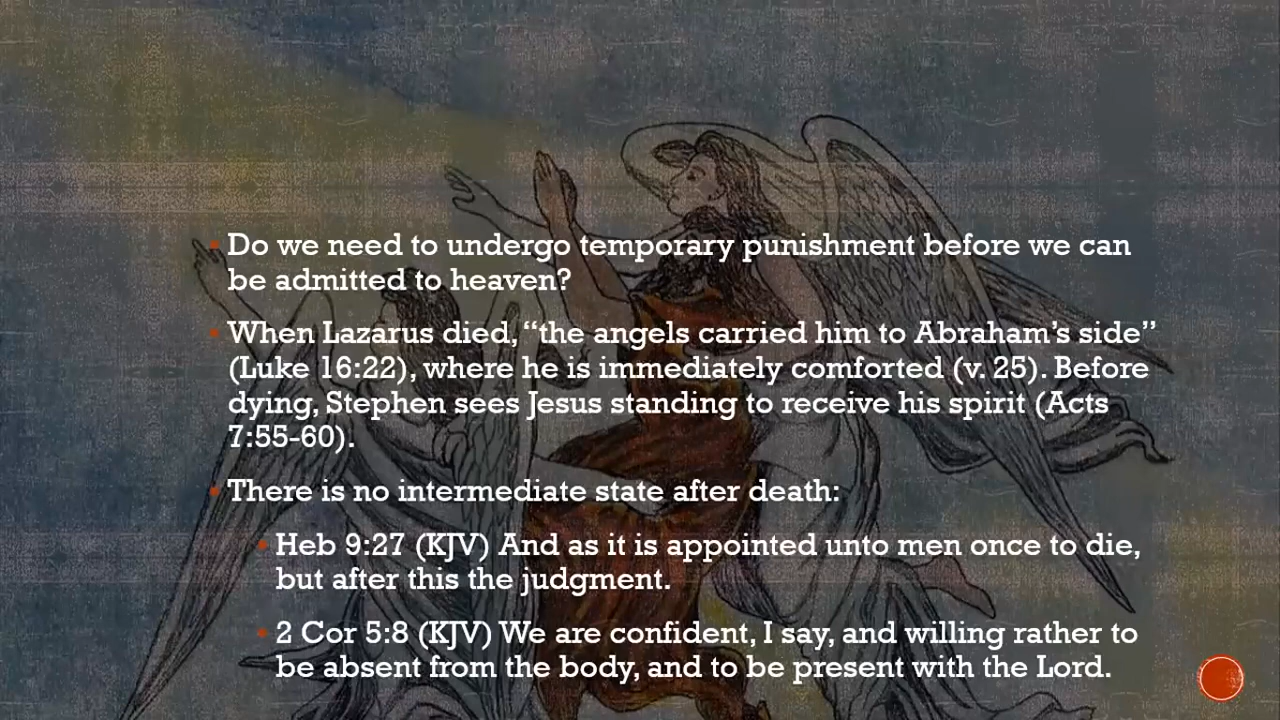 Do we need to undergo temporary punishment before we can
be admitted to heaven?
When Lazarus died, “the angels carried him to Abraham’s side”
(Luke 16:22), where he is immediately comforted (v. 25). Before
dying, Stephen sees Jesus standing to receive his spirit (Acts
7:55-60).
There is no intermediate state after death:
Heb 9:27 (KJV) And as it is appointed unto men once to die,
but after this the judgment.
2 Cor 5:8 (KJV) We are confident, I say, and willing rather to
be absent from the body, and to be present with the Lord.